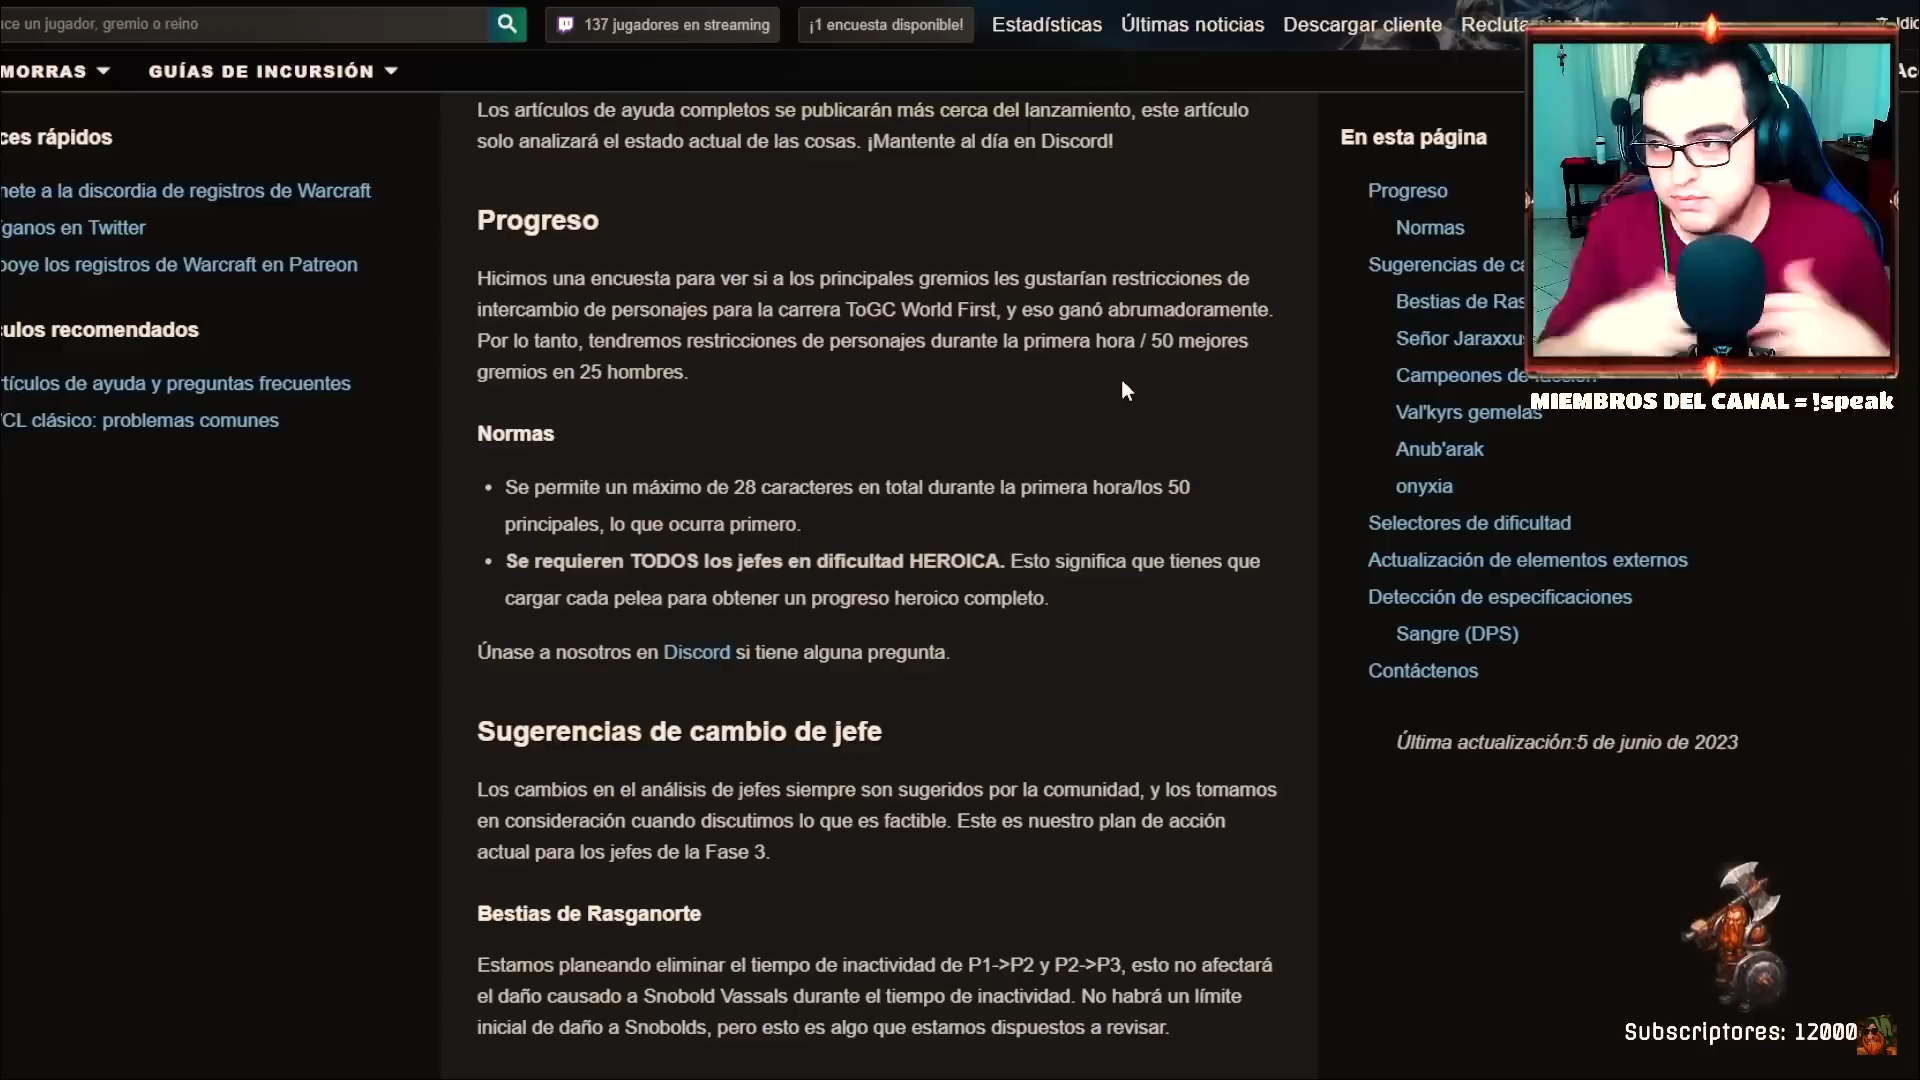 ce un jugador, gremio o reino
137 jugadores en streaming
¡1 encuesta disponible!
Estadísticas
Últimas noticias
Descargar cliente
MORRAS
GUÍAS DE INCURSIÓN
ces rápidos
nete a la discordia de registros de Warcraft
ganos en Twitter
poye los registros de Warcraft en Patreon
culos recomendados
rtículos de ayuda y preguntas frecuentes
CL clásico: problemas comunes
Los artículos de ayuda completos se publicarán más cerca del lanzamiento, este artículo
solo analizará el estado actual de las cosas. ¡Mantente al día en Discord!
Progreso
Hicimos una encuesta para ver si a los principales gremios les gustarían restricciones de
intercambio de personajes para la carrera ToGC World First, y eso ganó abrumadoramente.
Por lo tanto, tendremos restricciones de personajes durante la primera hora / 50 mejores
gremios en 25 hombres.
Normas
• Se permite un máximo de 28 caracteres en total durante la primera hora/los 50
principales, lo que ocurra primero.
• Se requieren TODOS los jefes en dificultad HEROICA. Esto significa que tienes que
cargar cada pelea para obtener un progreso heroico completo.
Únase a nosotros en Discord si tiene alguna pregunta.
Sugerencias de cambio de jefe
Los cambios en el análisis de jefes siempre son sugeridos por la comunidad, y los tomamos
en consideración cuando discutimos lo que es factible. Este es nuestro plan de acción
actual para los jefes de la Fase 3.
Bestias de Rasganorte
Estamos planeando eliminar el tiempo de inactividad de P1->P2 y P2->P3, esto no afectará
el daño causado a Snobold Vassals durante el tiempo de inactividad. No habrá un límite
inicial de daño a Snobolds, pero esto es algo que estamos dispuestos a revisar.
En esta página
Progreso
Normas
Sugerencias de ca
Bestias de Ras
Señor Jaraxxus
Campeones de
Val'kyrs gemelas
Anub'arak
onyxia
Selectores de dificultad
Actualización de elementos externos
Detección de especificaciones
Sangre (DPS)
Contáctenos
Última actualización:5 de junio de 2023
MIEMBROS DEL CANAL = !speak
Subscriptores: 12000